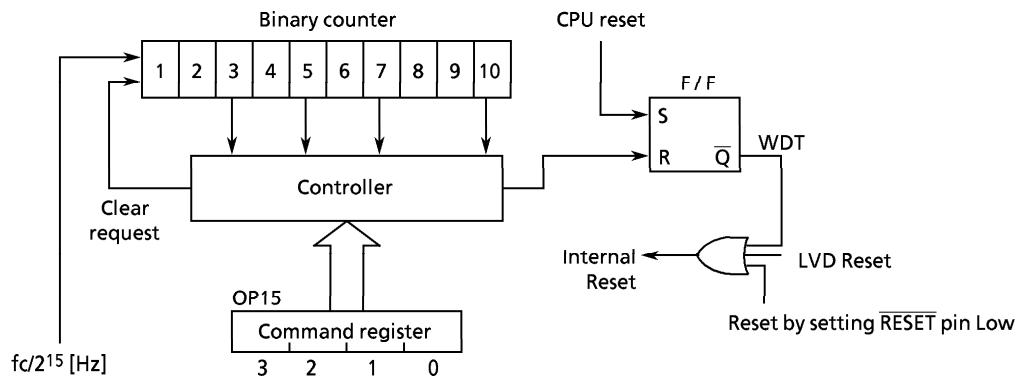 Binary counter
CPU reset
1 2 3 4 5 6 7 8 9 10
F / F
S
R Q̅
WDT
Controller
Clear
request
Internal
Reset
LVD Reset
OP15
Command register
3 2 1 0
Reset by setting R̅E̅S̅E̅T̅ pin Low
fc/2¹⁵ [Hz]